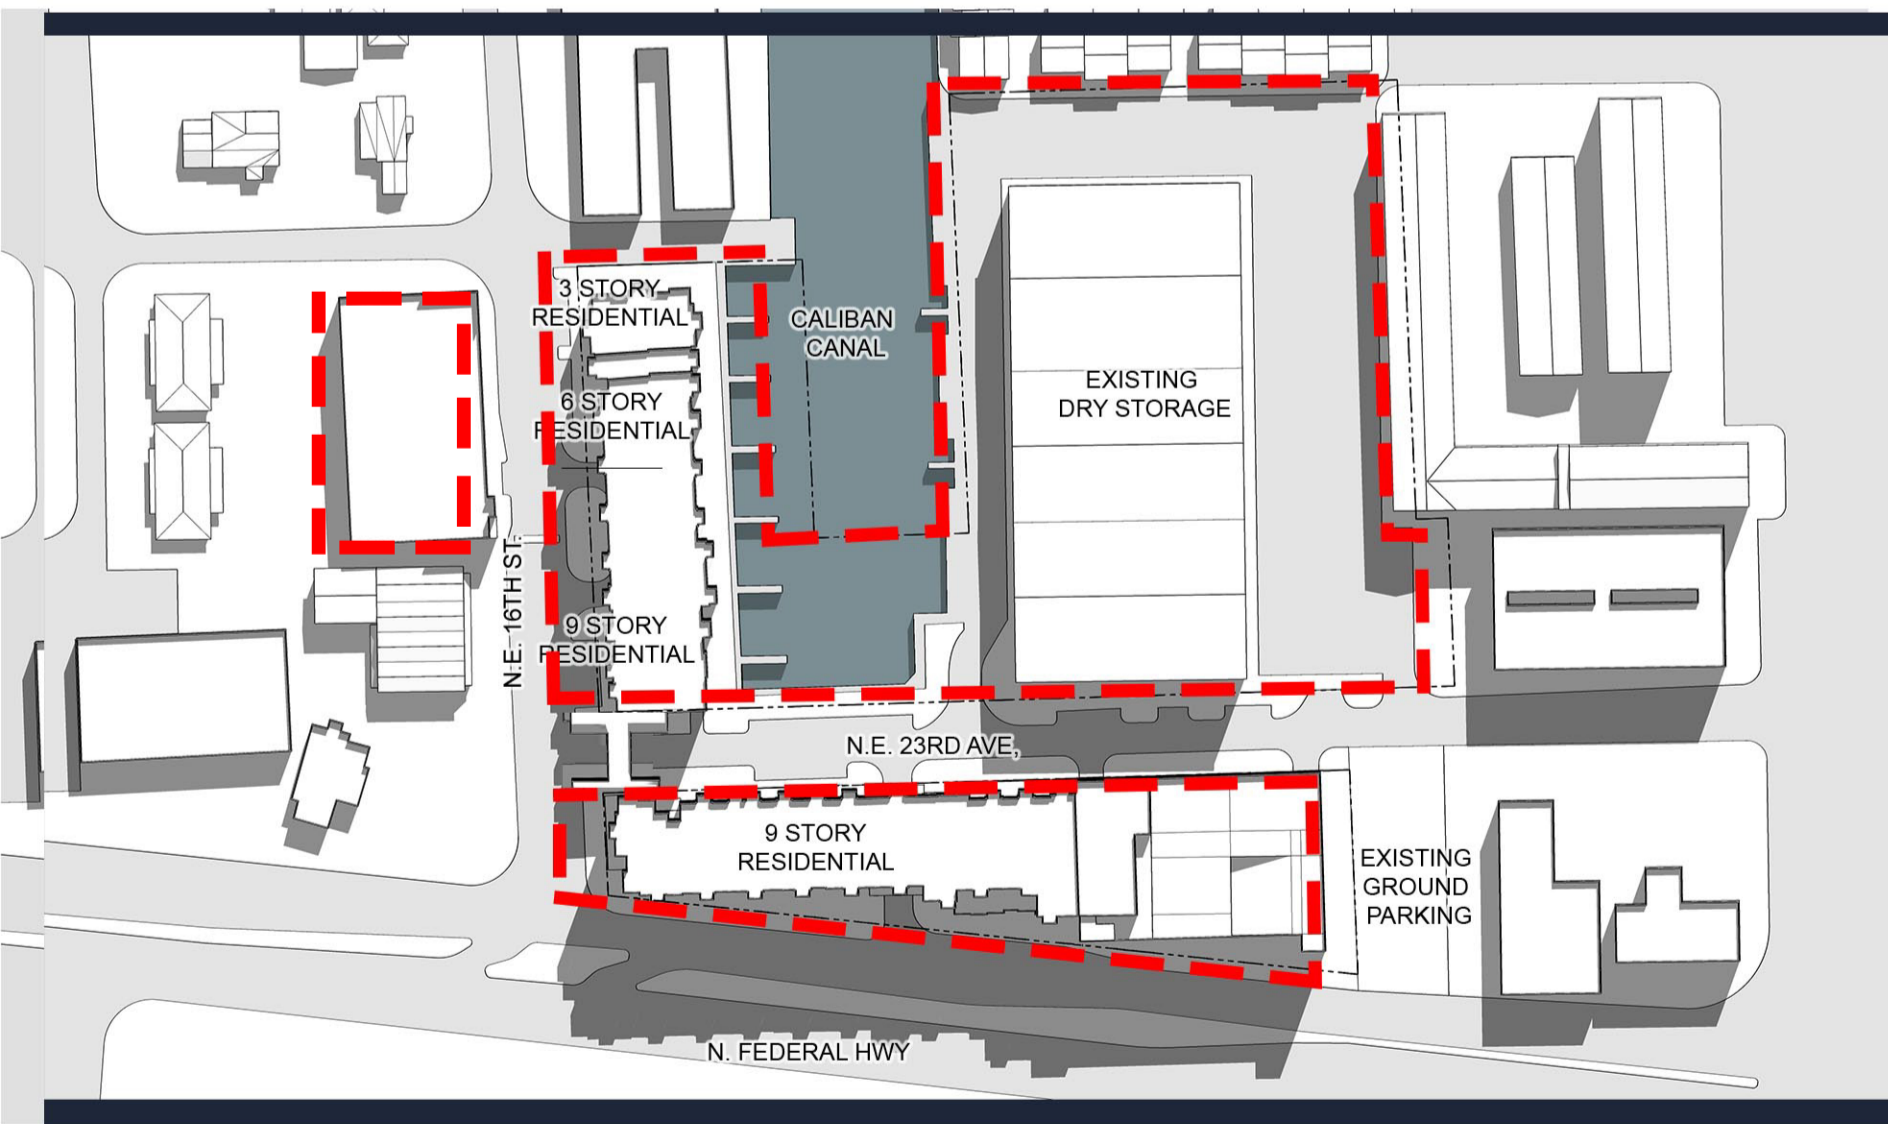 3 STORY
RESIDENTIAL
CALIBAN
CANAL
EXISTING
DRY STORAGE
6 STORY
RESIDENTIAL
N.E. 16TH ST.
9 STORY
RESIDENTIAL
N.E. 23RD AVE,
9 STORY
RESIDENTIAL
EXISTING
GROUND
PARKING
N. FEDERAL HWY